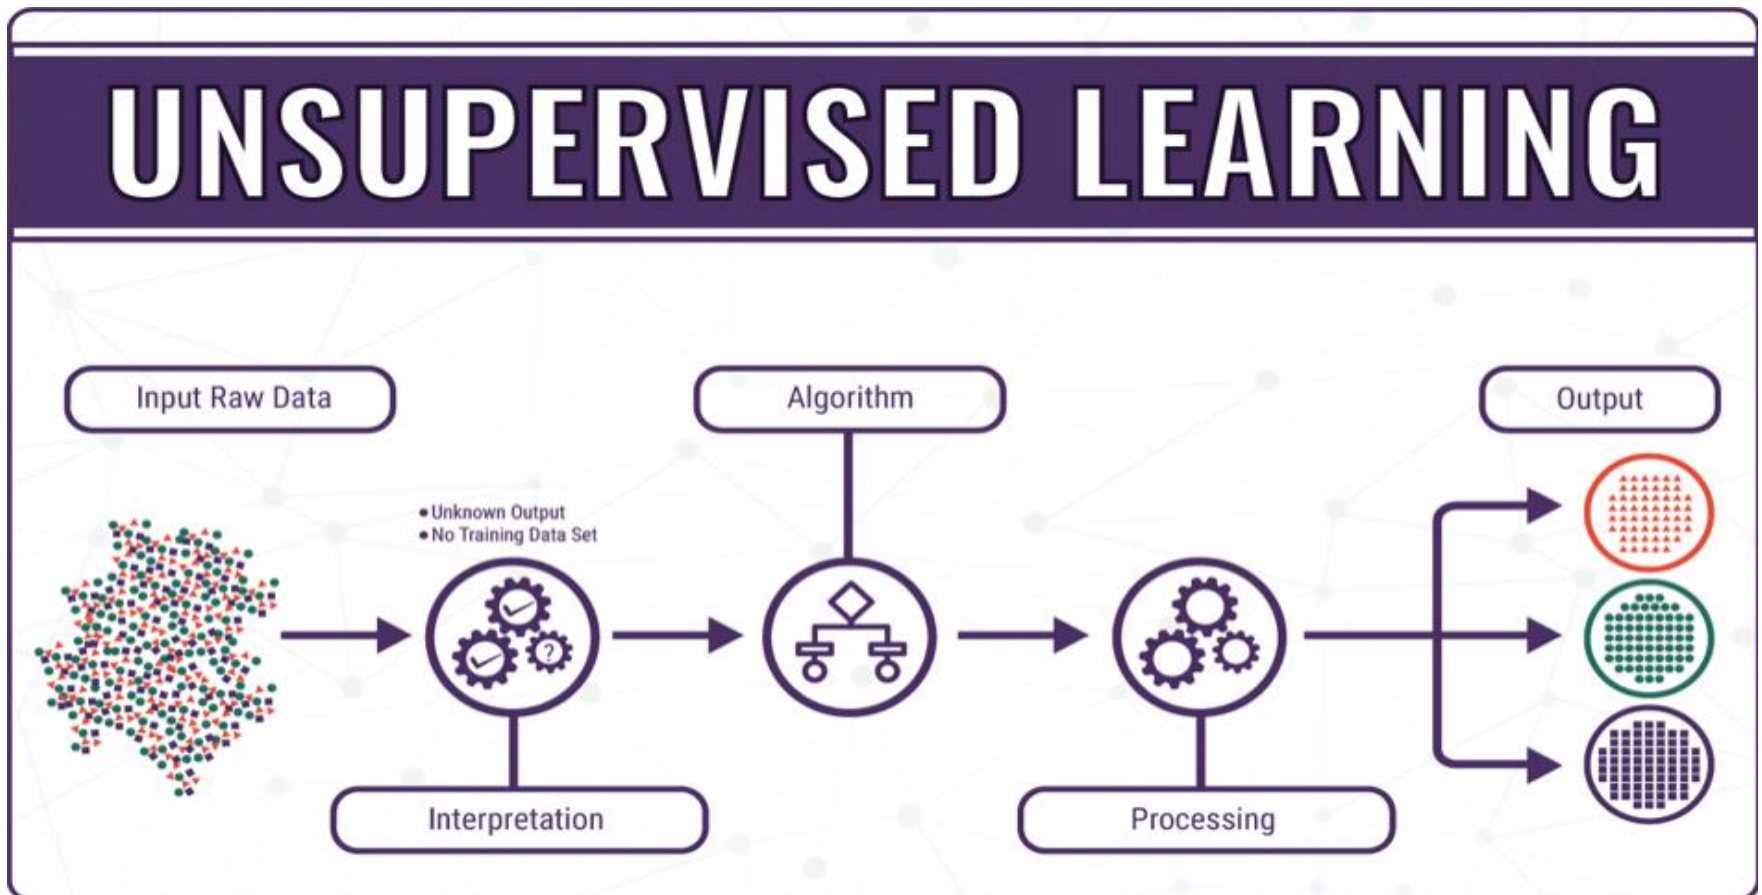 UNSUPERVISED LEARNING
Input Raw Data
Algorithm
Output
• Unknown Output
• No Training Data Set
?
Interpretation
Processing